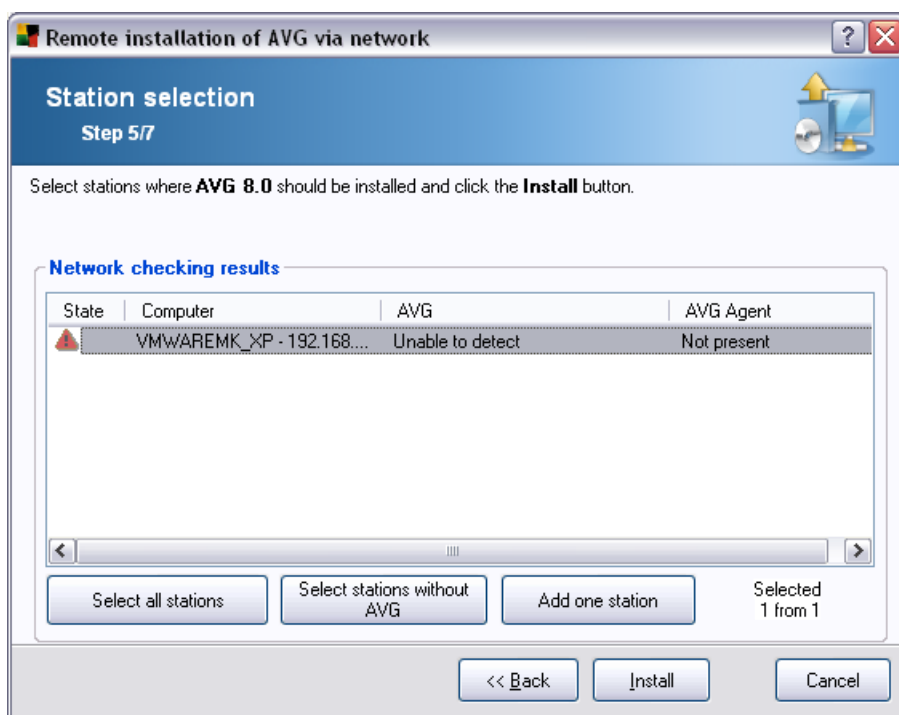 Remote installation of AVG via network
?
Station selection
Step 5/7
Select stations where AVG 8.0 should be installed and click the Install button.
Network checking results
State Computer AVG AVG Agent
VMWAREMK_XP - 192.168.... Unable to detect Not present
Select all stations
Select stations without
AVG
Add one station
Selected
1 from 1
<< Back
Install
Cancel